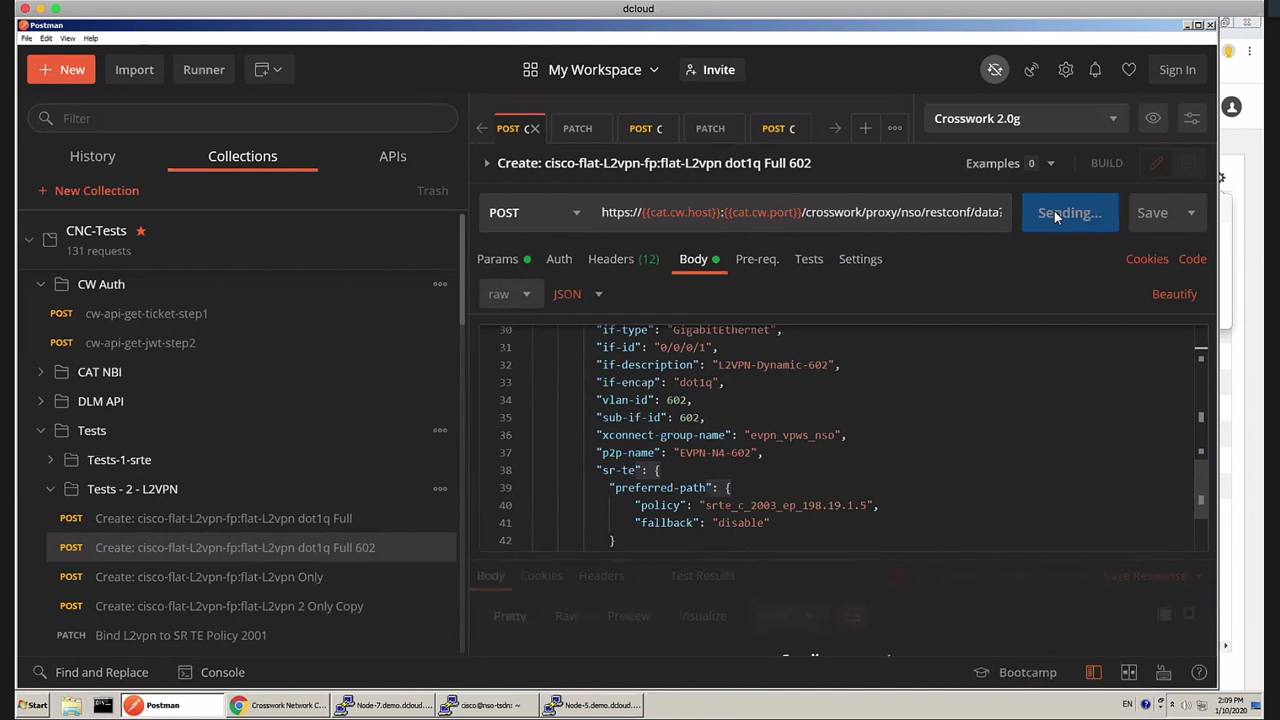 dcloud
Postman
File Edit View Help
New Import Runner My Workspace Invite Sign In
Filter
POST C PATCH POST C PATCH POST C
Crosswork 2.0g
History Collections APIs
Create: cisco-flat-L2vpn-fp:flat-L2vpn dot1q Full 602
Examples 0 BUILD
+ New Collection Trash
POST https://{{cat.cw.host}}:{{cat.cw.port}}/crosswork/proxy/nso/restconf/data? Sending... Save
CNC-Tests
131 requests
Params Auth Headers (12) Body Pre-req. Tests Settings Cookies Code
CW Auth
raw JSON Beautify
POST cw-api-get-ticket-step1
POST cw-api-get-jwt-step2
CAT NBI
DLM API
Tests
Tests-1-srte
Tests - 2 - L2VPN
POST Create: cisco-flat-L2vpn-fp:flat-L2vpn dot1q Full
POST Create: cisco-flat-L2vpn-fp:flat-L2vpn dot1q Full 602
POST Create: cisco-flat-L2vpn-fp:flat-L2vpn Only
POST Create: cisco-flat-L2vpn-fp:flat-L2vpn 2 Only Copy
PATCH Bind L2vpn to SR TE Policy 2001
30 "if-type": "GigabitEthernet",
31 "if-id": "0/0/0/1",
32 "if-description": "L2VPN-Dynamic-602",
33 "if-encap": "dot1q",
34 "vlan-id": 602,
35 "sub-if-id": 602,
36 "xconnect-group-name": "evpn_vpws_nso",
37 "p2p-name": "EVPN-N4-602",
38 "sr-te": {
39 "preferred-path": {
40 "policy": "srte_c_2003_ep_198.19.1.5",
41 "fallback": "disable"
42 }
Body Cookies Headers Test Results Save Response
Pretty Raw Preview Visualize
Find and Replace Console Bootcamp
Start Postman Crosswork Network C... Node-7.demo.dcloud.... cisco@nso-tsdn: ~ Node-5.demo.dcloud.... EN 2:09 PM
1/10/2020